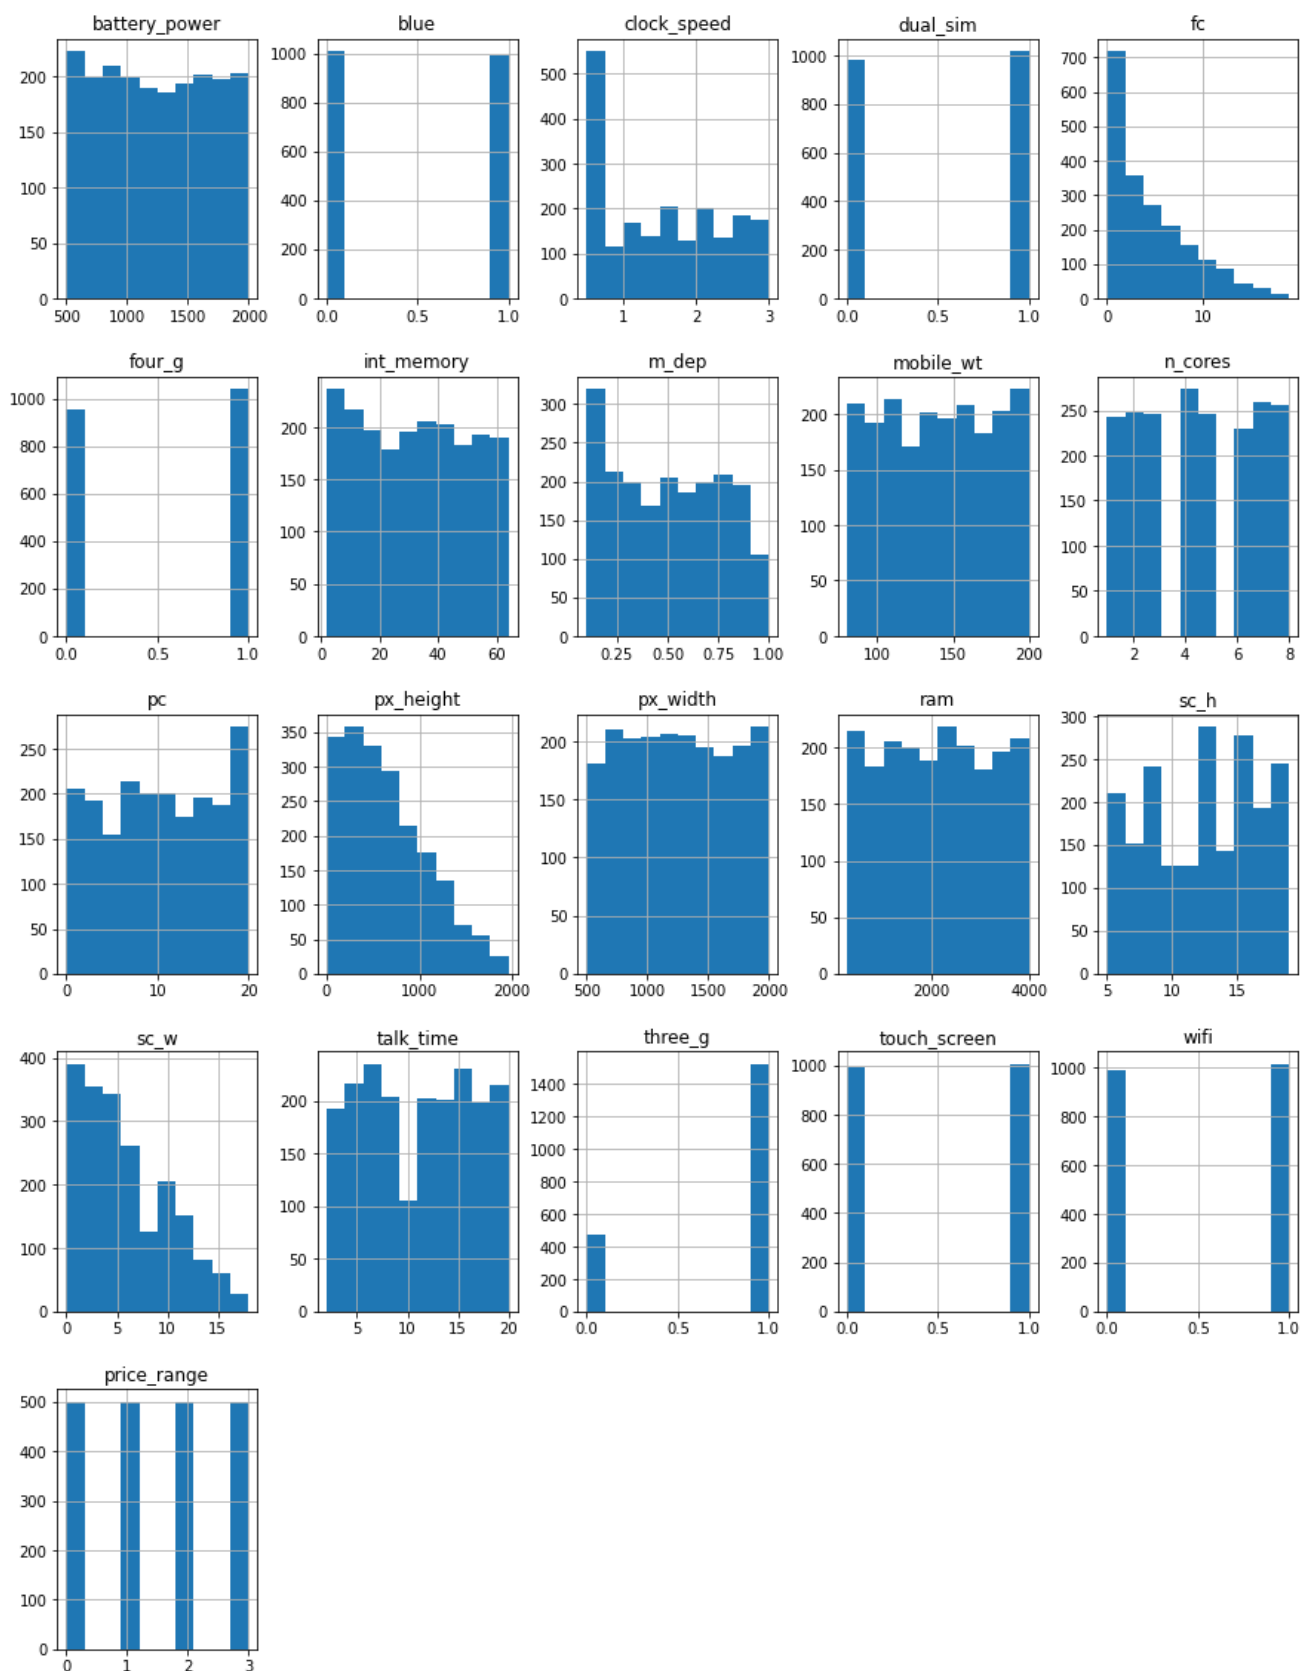 battery_power blue clock_speed dual_sim fc
200 150 100 50 0
500 1000 1500 2000
1000 800 600 400 200 0
0.0 0.5 1.0
500 400 300 200 100 0
1 2 3
1000 800 600 400 200 0
0.0 0.5 1.0
700 600 500 400 300 200 100 0
0 10
four_g int_memory m_dep mobile_wt n_cores
1000 800 600 400 200 0
0.0 0.5 1.0
200 150 100 50 0
0 20 40 60
300 250 200 150 100 50 0
0.25 0.50 0.75 1.00
200 150 100 50 0
100 150 200
250 200 150 100 50 0
2 4 6 8
pc px_height px_width ram sc_h
250 200 150 100 50 0
0 10 20
350 300 250 200 150 100 50 0
0 1000 2000
200 150 100 50 0
500 1000 1500 2000
200 150 100 50 0
2000 4000
300 250 200 150 100 50 0
5 10 15
sc_w talk_time three_g touch_screen wifi
400 300 200 100 0
0 5 10 15
200 150 100 50 0
5 10 15 20
1400 1200 1000 800 600 400 200 0
0.0 0.5 1.0
1000 800 600 400 200 0
0.0 0.5 1.0
1000 800 600 400 200 0
0.0 0.5 1.0
price_range
500 400 300 200 100 0
0 1 2 3